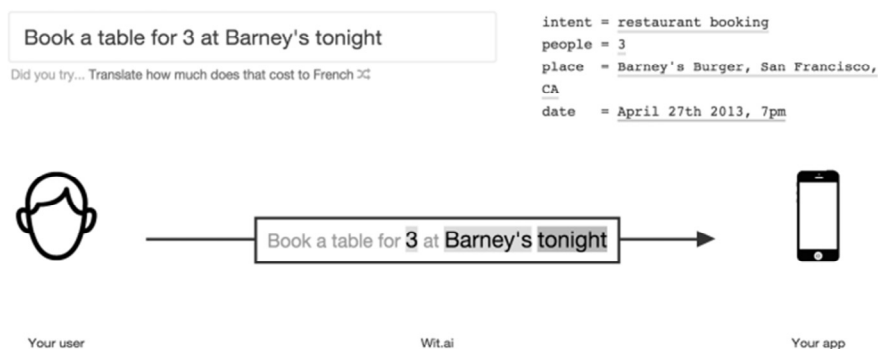 Book a table for 3 at Barney's tonight
Did you try... Translate how much does that cost to French
intent = restaurant booking
people = 3
place = Barney's Burger, San Francisco,
CA
date = April 27th 2013, 7pm
Book a table for 3 at Barney's tonight
Your user
Wit.ai
Your app